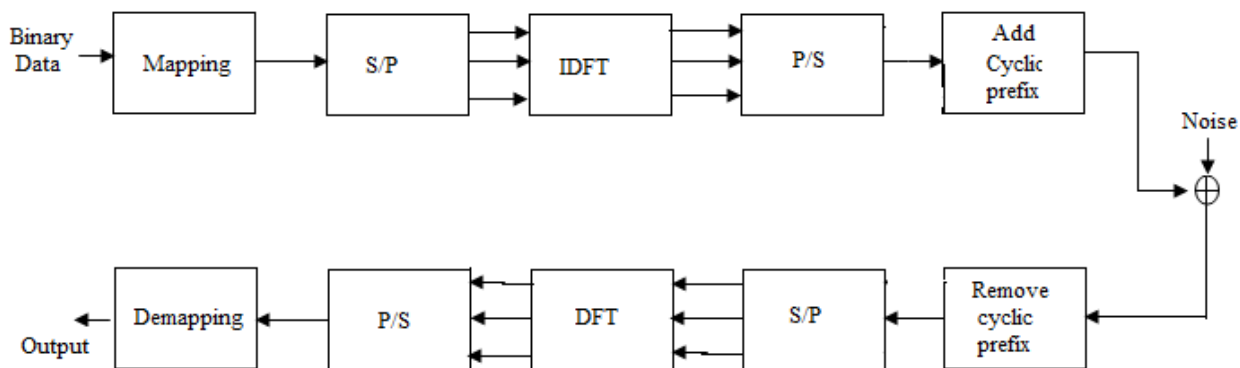 Binary
Data
Mapping
S/P
IDFT
P/S
Add
Cyclic
prefix
Noise
Remove
cyclic
prefix
S/P
DFT
P/S
Demapping
Output